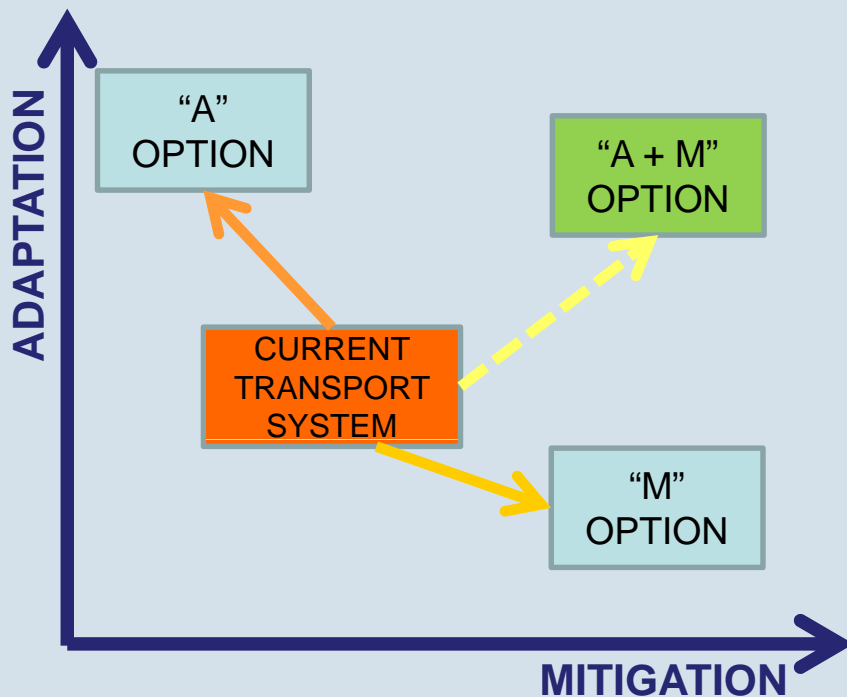 ADAPTATION
“A”
OPTION
“A + M”
OPTION
CURRENT
TRANSPORT
SYSTEM
“M”
OPTION
MITIGATION